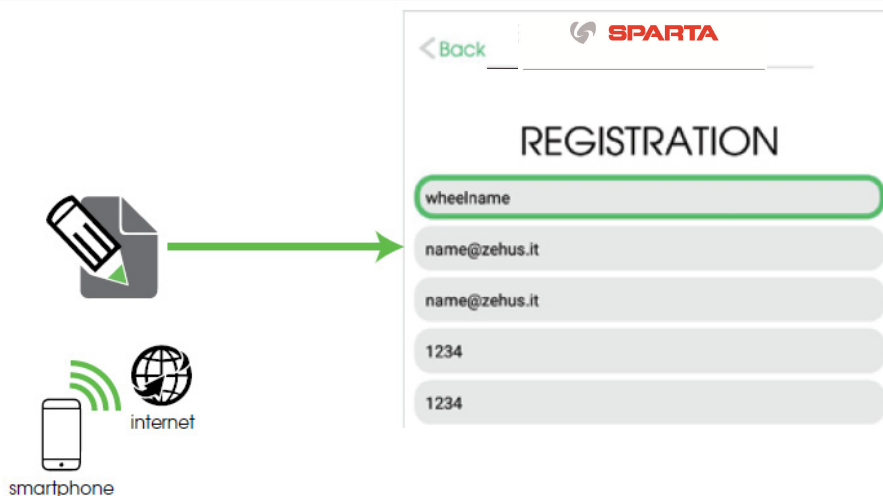 <Back
SPARTA
REGISTRATION
wheelname
name@zehus.it
name@zehus.it
1234
1234
internet
smartphone